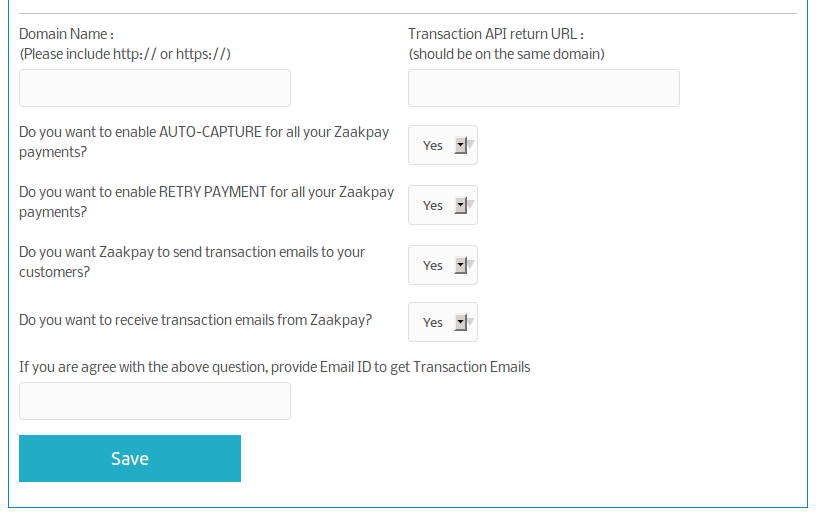 Domain Name :
(Please include http:// or https://)
Transaction API return URL :
(should be on the same domain)
Do you want to enable AUTO-CAPTURE for all your Zaakpay
payments?
Yes
Do you want to enable RETRY PAYMENT for all your Zaakpay
payments?
Yes
Do you want Zaakpay to send transaction emails to your
customers?
Yes
Do you want to receive transaction emails from Zaakpay?
Yes
If you are agree with the above question, provide Email ID to get Transaction Emails
Save